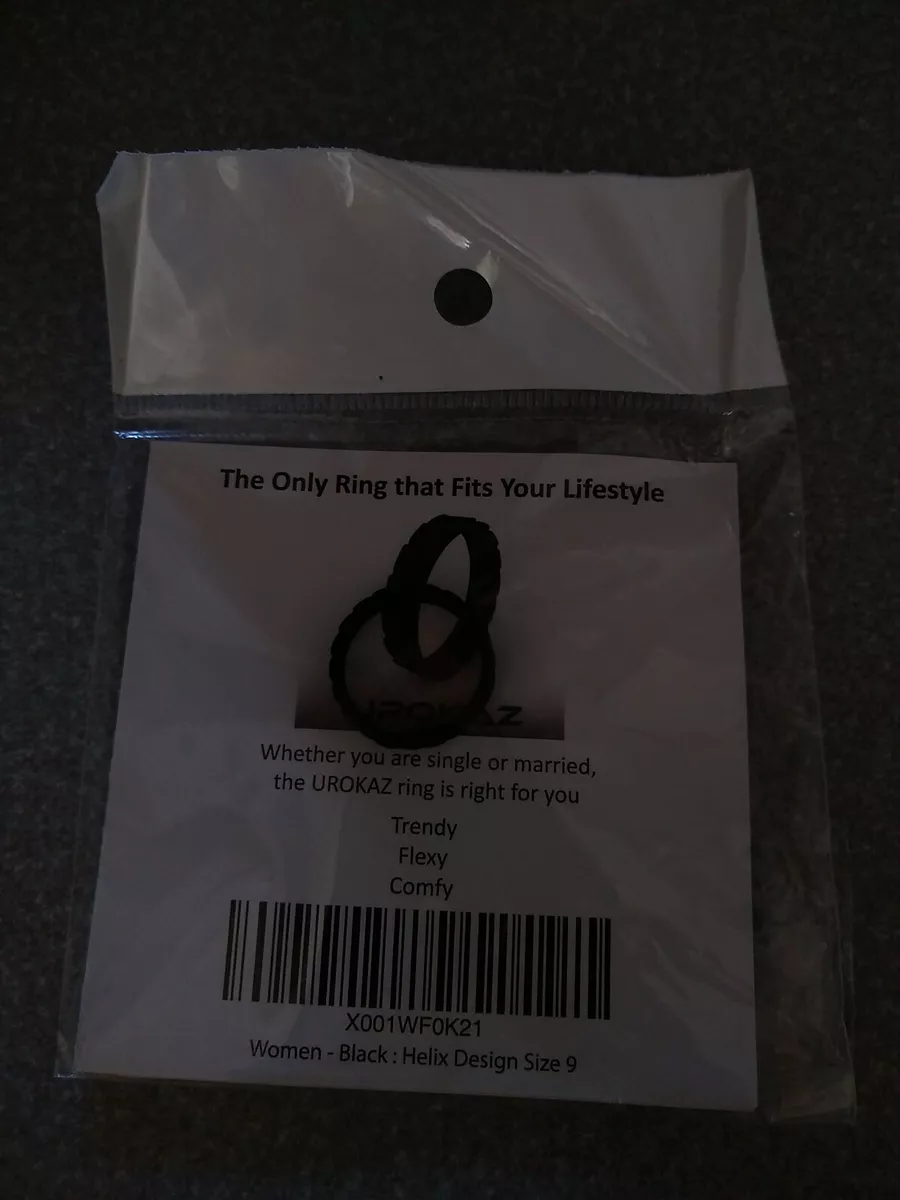 The Only Ring that Fits Your Lifestyle
UROKAZ
Whether you are single or married,
the UROKAZ ring is right for you
Trendy
Flexy
Comfy
X001WF0K21
Women - Black : Helix Design Size 9